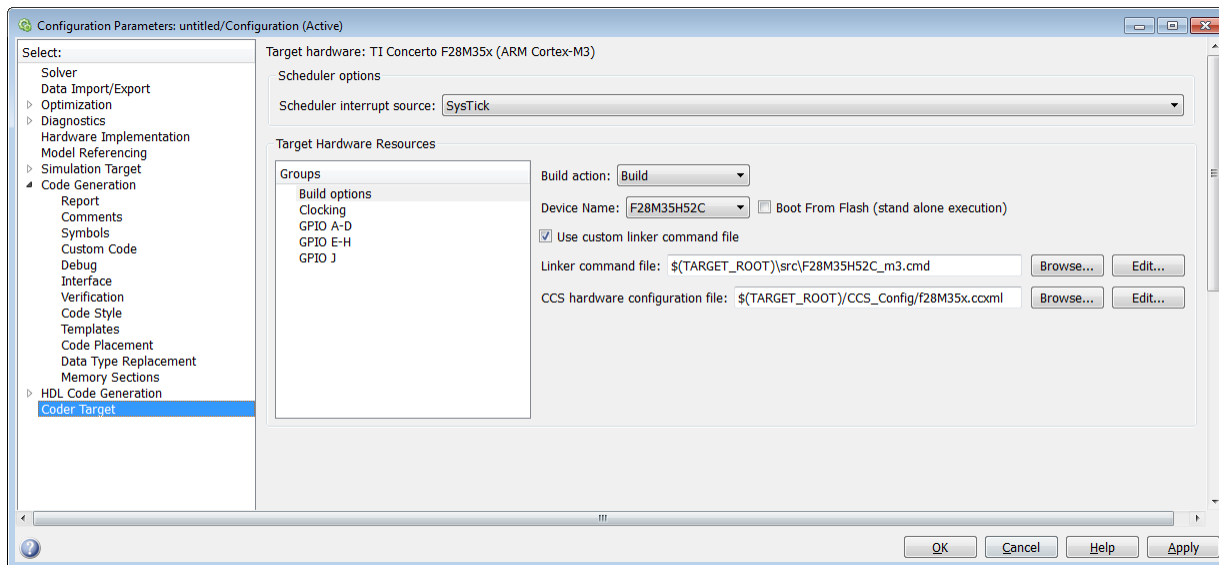 Configuration Parameters: untitled/Configuration (Active)
Select:
Solver
Data Import/Export
Optimization
Diagnostics
Hardware Implementation
Model Referencing
Simulation Target
Code Generation
Report
Comments
Symbols
Custom Code
Debug
Interface
Verification
Code Style
Templates
Code Placement
Data Type Replacement
Memory Sections
HDL Code Generation
Coder Target
Target hardware: TI Concerto F28M35x (ARM Cortex-M3)
Scheduler options
Scheduler interrupt source: SysTick
Target Hardware Resources
Groups
Build options
Clocking
GPIO A-D
GPIO E-H
GPIO J
Build action: Build
Device Name: F28M35H52C Boot From Flash (stand alone execution)
Use custom linker command file
Linker command file: $(TARGET_ROOT)\src\F28M35H52C_m3.cmd Browse... Edit...
CCS hardware configuration file: $(TARGET_ROOT)/CCS_Config/f28M35x.ccxml Browse... Edit...
OK Cancel Help Apply